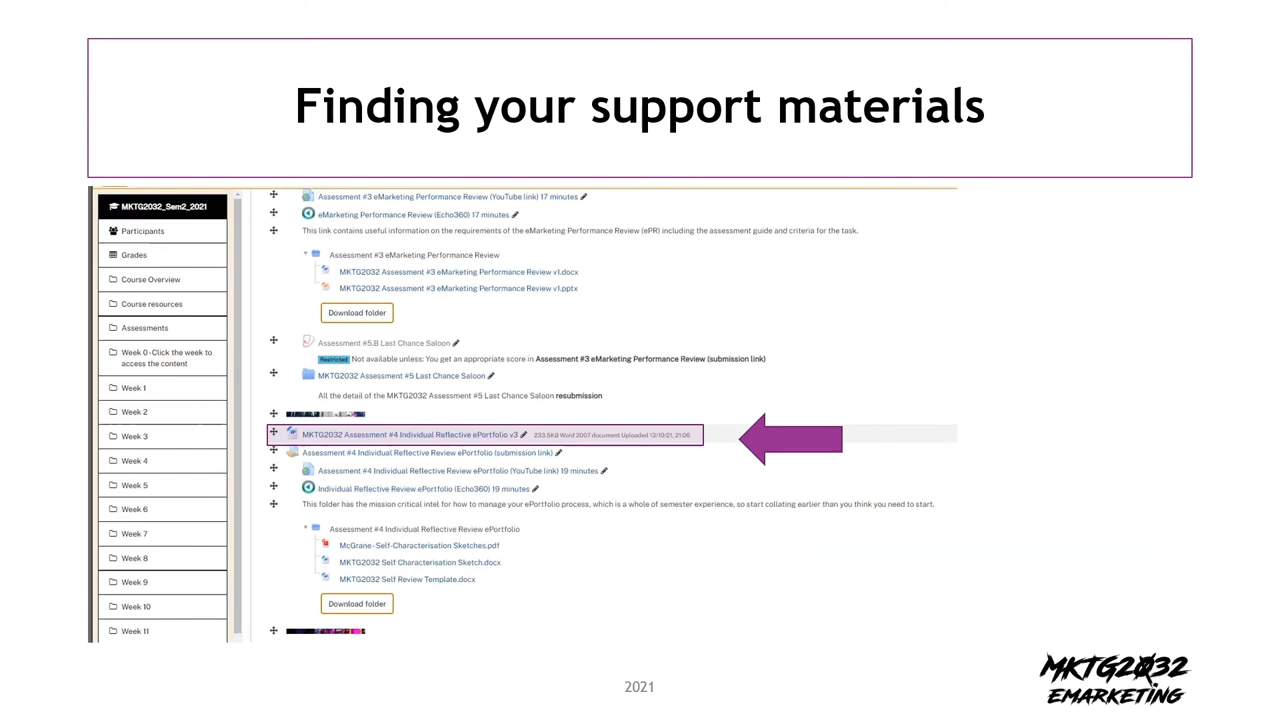 Finding your support materials
MKTG2032_Sem2_2021
Participants
Grades
Course Overview
Course resources
Assessments
Week 0 - Click the week to
access the content
Week 1
Week 2
Week 3
Week 4
Week 5
Week 6
Week 7
Week 8
Week 9
Week 10
Week 11
Assessment #3 eMarketing Performance Review (YouTube link) 17 minutes
eMarketing Performance Review (Echo360) 17 minutes
This link contains useful information on the requirements of the eMarketing Performance Review (ePR) including the assessment guide and criteria for the task.
Assessment #3 eMarketing Performance Review
MKTG2032 Assessment #3 eMarketing Performance Review v1.docx
MKTG2032 Assessment #3 eMarketing Performance Review v1.pptx
Download folder
Assessment #5.B Last Chance Saloon
Restricted Not available unless: You get an appropriate score in Assessment #3 eMarketing Performance Review (submission link)
MKTG2032 Assessment #5 Last Chance Saloon
All the detail of the MKTG2032 Assessment #5 Last Chance Saloon resubmission
MKTG2032 Assessment #4 Individual Reflective ePortfolio v3 233.5KB Word 2007 document Uploaded 13/10/21, 21:06
Assessment #4 Individual Reflective Review ePortfolio (submission link)
Assessment #4 Individual Reflective Review ePortfolio (YouTube link) 19 minutes
Individual Reflective Review ePortfolio (Echo360) 19 minutes
This folder has the mission critical intel for how to manage your ePortfolio process, which is a whole of semester experience, so start collating earlier than you think you need to start.
Assessment #4 Individual Reflective Review ePortfolio
McGrane - Self-Characterisation Sketches.pdf
MKTG2032 Self Characterisation Sketch.docx
MKTG2032 Self Review Template.docx
Download folder
2021
MKTG2032
EMARKETING